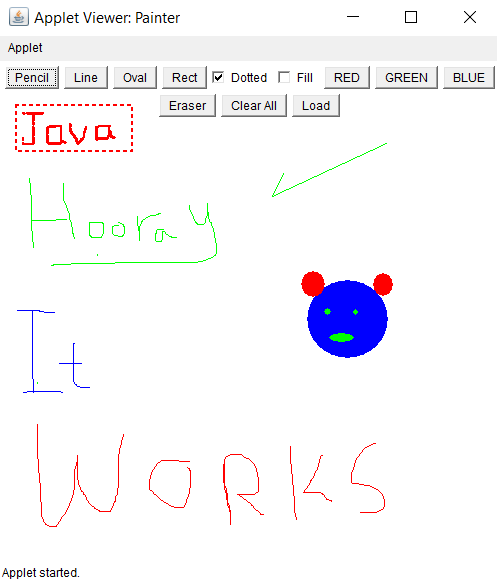 Applet Viewer: Painter
Applet
Pencil Line Oval Rect Dotted Fill RED GREEN BLUE
Eraser Clear All Load
Java
Hooray
It
WORKS
Applet started.